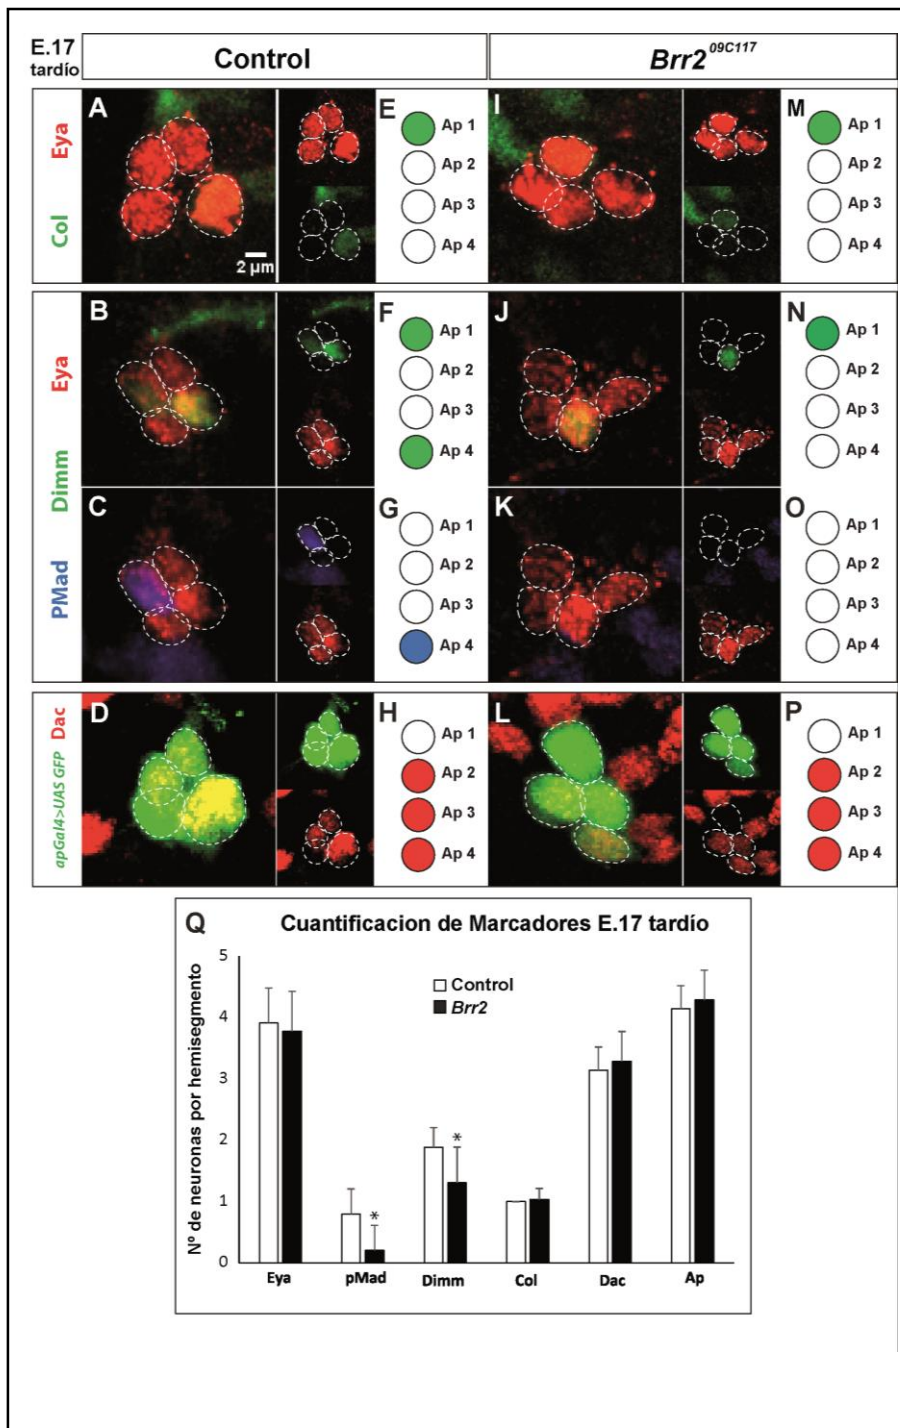 E.17
tardío
Control
Brr2 09C117
Eya
Col
A
2 µm
E
Ap 1
Ap 2
Ap 3
Ap 4
I
M
Ap 1
Ap 2
Ap 3
Ap 4
Eya
Dimm
PMad
B
F
Ap 1
Ap 2
Ap 3
Ap 4
J
N
Ap 1
Ap 2
Ap 3
Ap 4
C
G
Ap 1
Ap 2
Ap 3
Ap 4
K
O
Ap 1
Ap 2
Ap 3
Ap 4
Dac
apGal4>UAS GFP
D
H
Ap 1
Ap 2
Ap 3
Ap 4
L
P
Ap 1
Ap 2
Ap 3
Ap 4
Q
Cuantificacion de Marcadores E.17 tardío
Nº de neuronas por hemisegmento
5
4
3
2
1
0
Control
Brr2
*
*
Eya
pMad
Dimm
Col
Dac
Ap